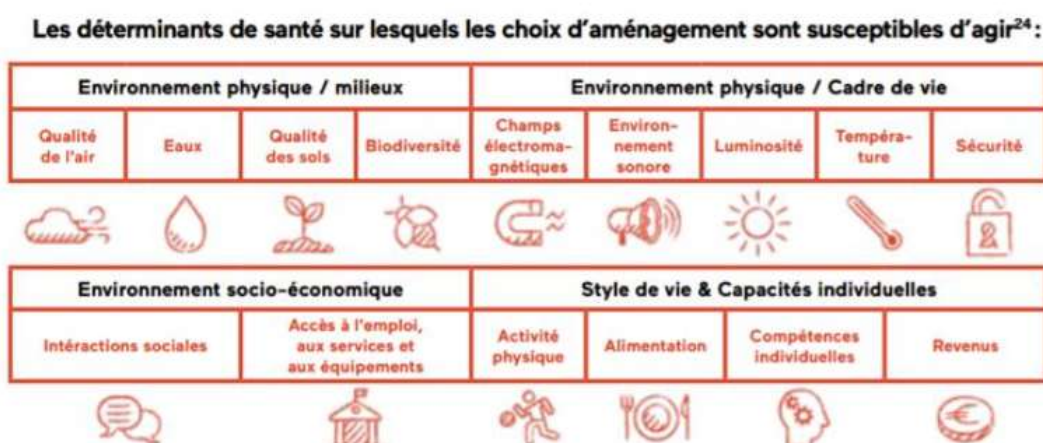 Les déterminants de santé sur lesquels les choix d'aménagement sont susceptibles d'agir²⁴ :
Environnement physique / milieux
Environnement physique / Cadre de vie
Qualité
de l'air
Eaux
Qualité
des sols
Biodiversité
Champs
électroma-
gnétiques
Environ-
nement
sonore
Luminosité
Tempéra-
ture
Sécurité
Environnement socio-économique
Style de vie & Capacités individuelles
Intéractions sociales
Accès à l'emploi,
aux services et
aux équipements
Activité
physique
Alimentation
Compétences
individuelles
Revenus